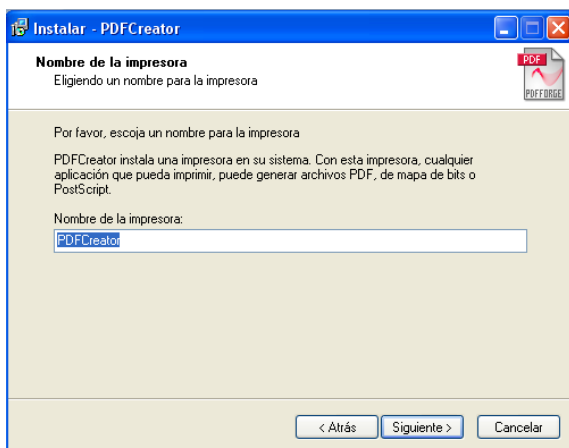 Instalar - PDFCreator
Nombre de la impresora
Eligiendo un nombre para la impresora
PDF
PDFFORGE
Por favor, escoja un nombre para la impresora
PDFCreator instala una impresora en su sistema. Con esta impresora, cualquier
aplicación que pueda imprimir, puede generar archivos PDF, de mapa de bits o
PostScript.
Nombre de la impresora:
PDFCreator
< Atrás
Siguiente >
Cancelar